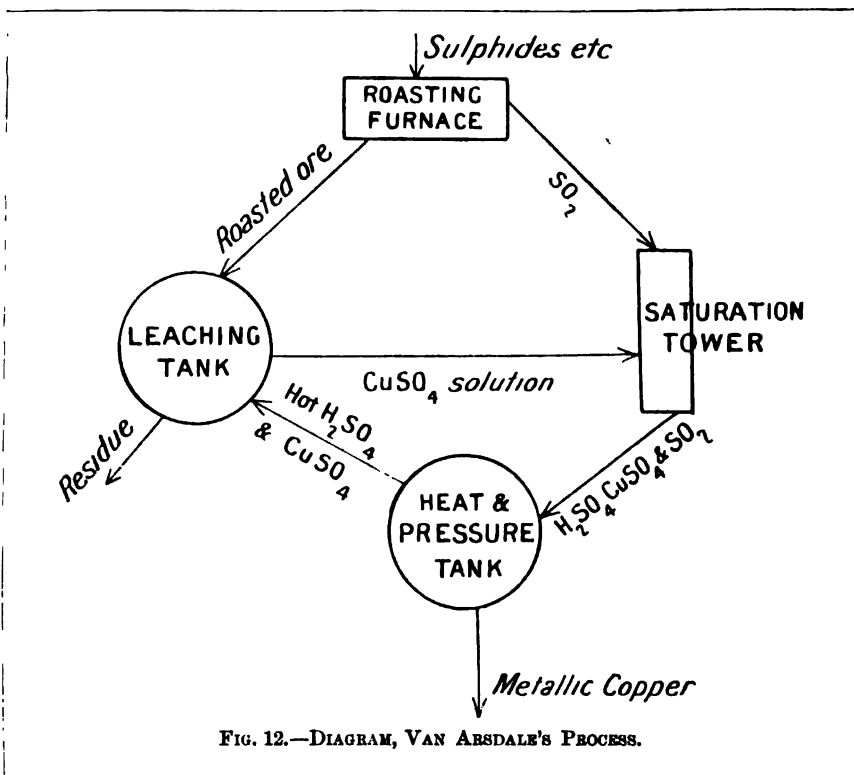 Sulphides etc
ROASTING
FURNACE
Roasted ore
SO₂
LEACHING
TANK
SATURATION
TOWER
CuSO₄ solution
Hot H₂SO₄
& CuSO₄
Residue
H₂SO₄ CuSO₄ & SO₂
HEAT &
PRESSURE
TANK
Metallic Copper
FIG. 12.—DIAGRAM, VAN ARSDALE'S PROCESS.